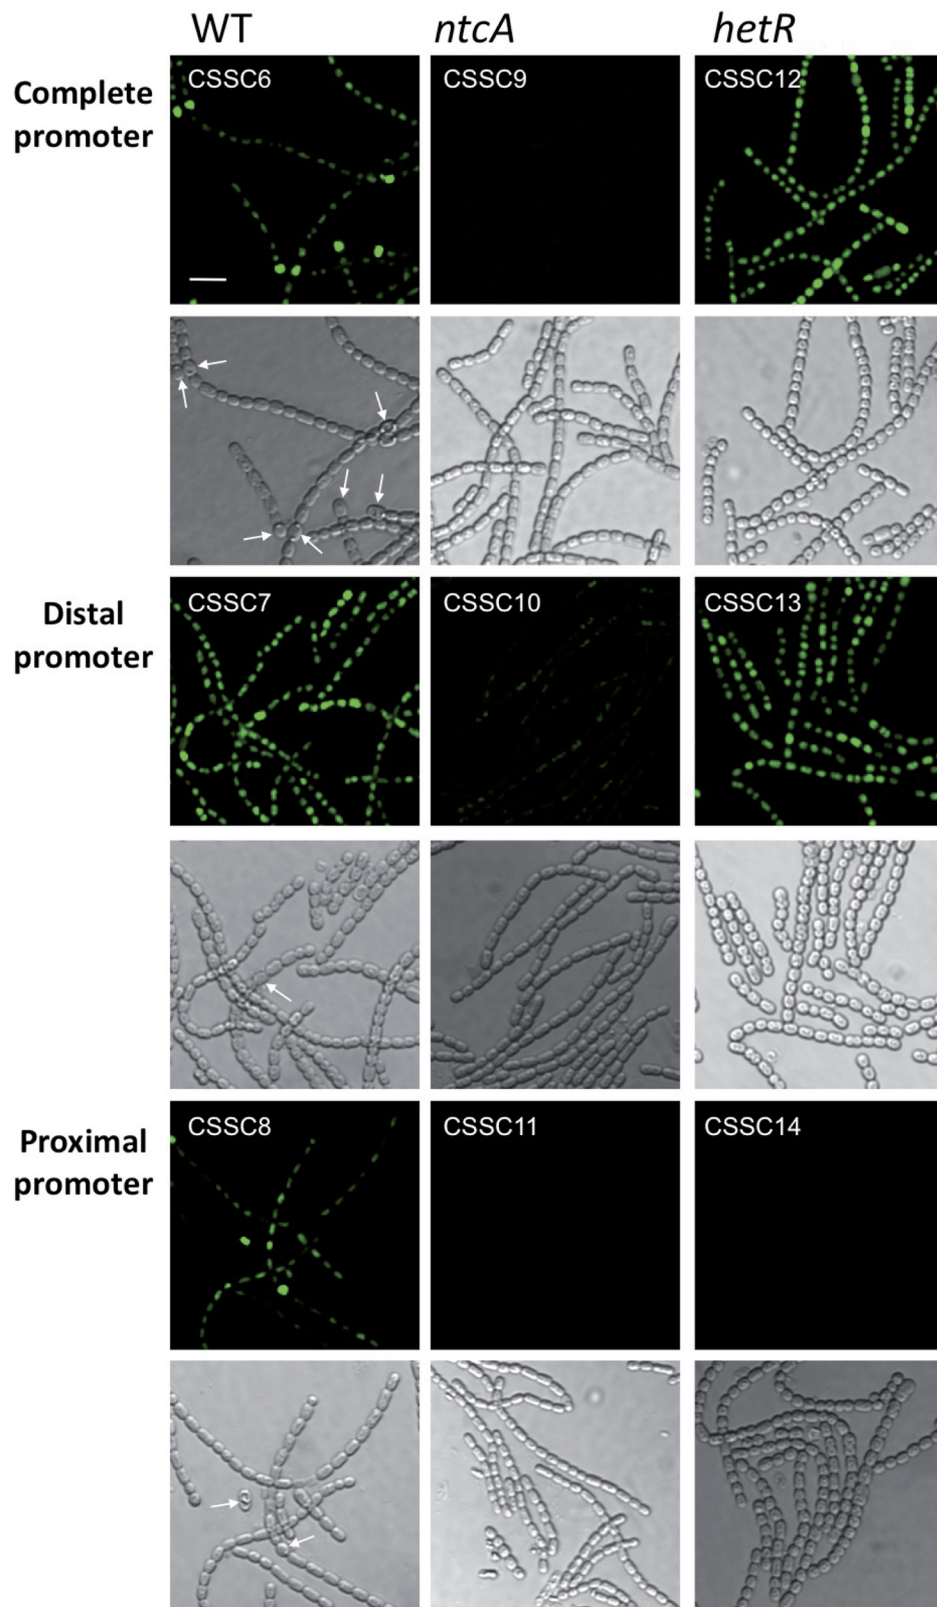 WT ntcA hetR
Complete
promoter
CSSC6 CSSC9 CSSC12
Distal
promoter
CSSC7 CSSC10 CSSC13
Proximal
promoter
CSSC8 CSSC11 CSSC14